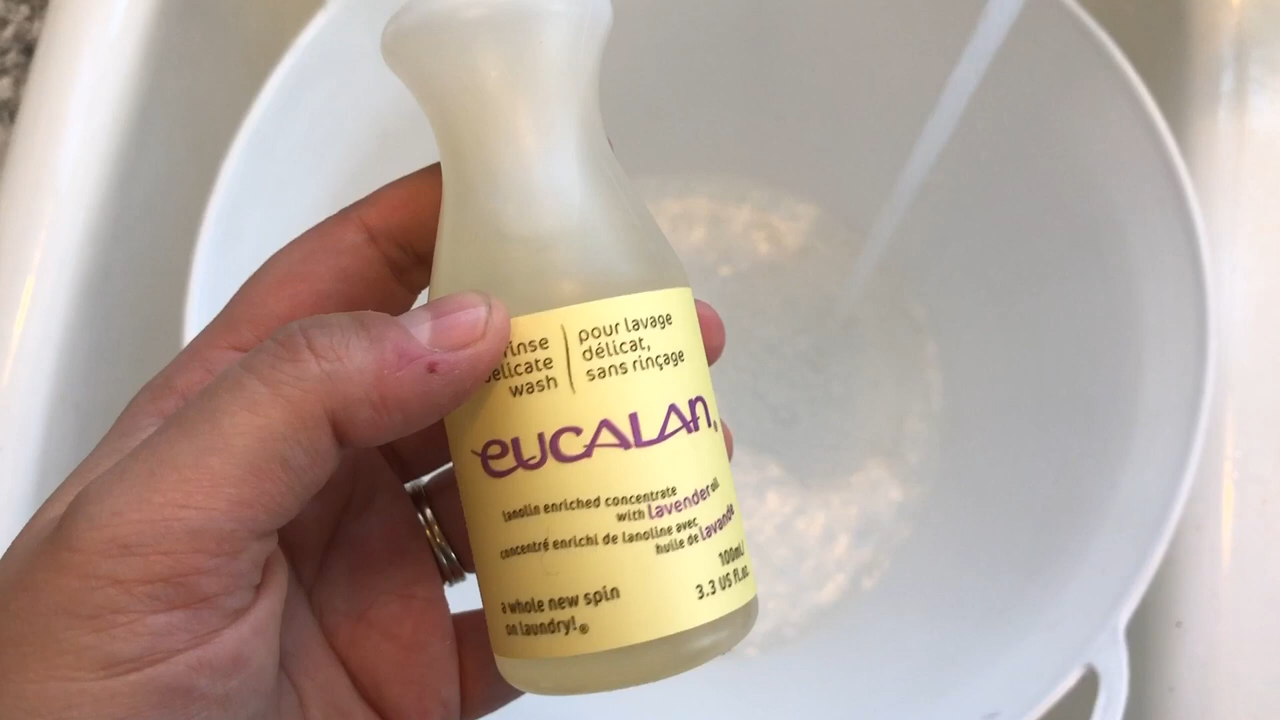 rinse
delicate
wash
pour lavage
délicat,
sans rinçage
eucalan®
lanolin enriched concentrate
with lavender oil
concentré enrichi de lanoline avec
huile de lavande
100mL/
3.3 US fl.oz.
a whole new spin
on laundry!®